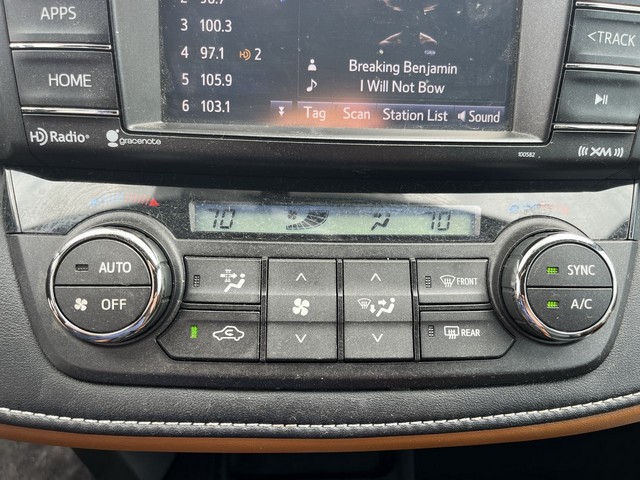 APPS
HOME
HD Radio®
gracenote
3 100.3
4 97.1 HD 2
5 105.9
6 103.1
Breaking Benjamin
I Will Not Bow
Tag Scan Station List Sound
<TRACK
((( XM )))
100582
70 70
AUTO
OFF
FRONT
REAR
SYNC
A/C